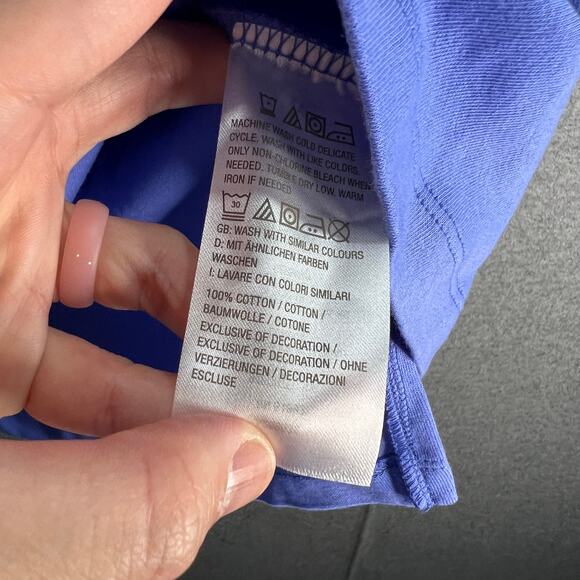 MACHINE WASH COLD DELICATE
CYCLE. WASH WITH LIKE COLORS.
ONLY NON-CHLORINE BLEACH WHEN
NEEDED. TUMBLE DRY LOW. WARM
IRON IF NEEDED
30
GB: WASH WITH SIMILAR COLOURS
D: MIT ÄHNLICHEN FARBEN
WASCHEN
I: LAVARE CON COLORI SIMILARI
100% COTTON / COTTON /
BAUMWOLLE / COTONE
EXCLUSIVE OF DECORATION /
EXCLUSIVE OF DECORATION / OHNE
VERZIERUNGEN / DECORAZIONI
ESCLUSE